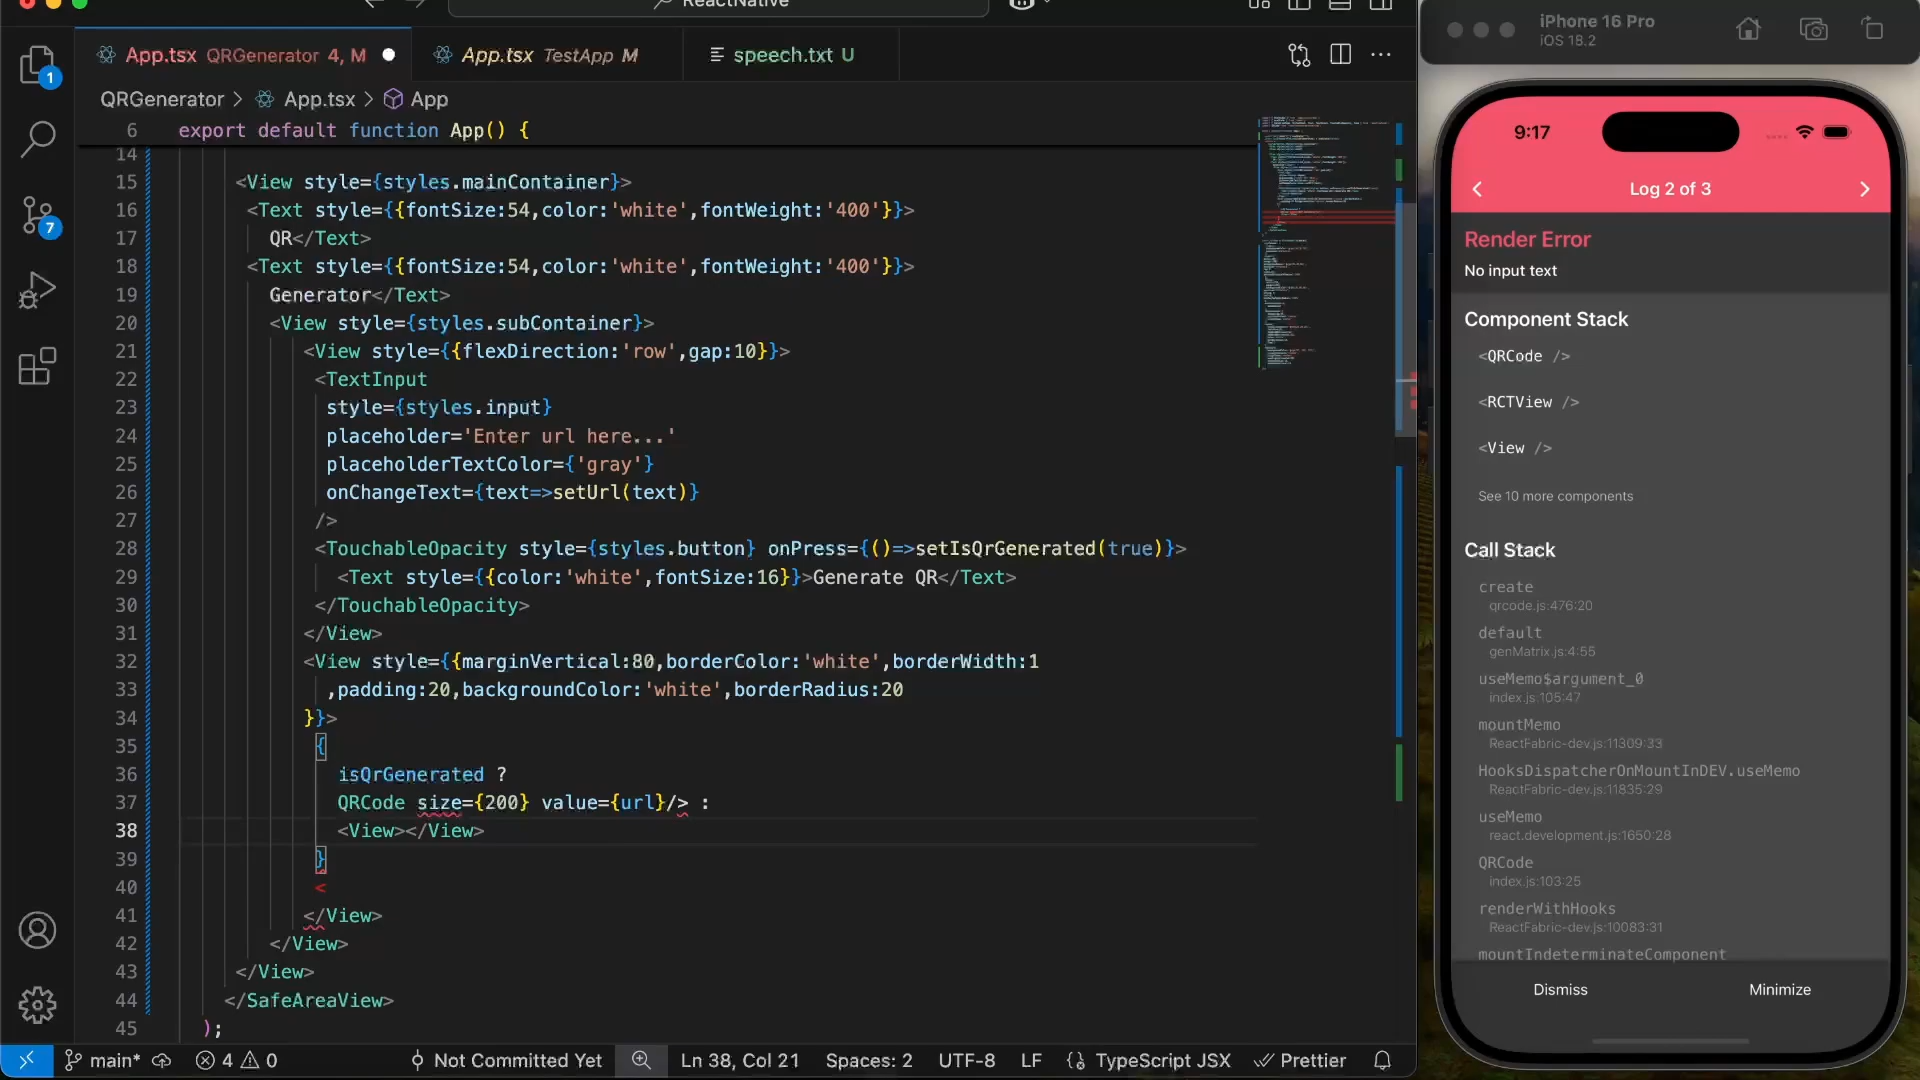 ReactNative
App.tsx QRGenerator 4, M
App.tsx TestApp M
speech.txt U
QRGenerator > App.tsx > App
6 export default function App() {
14
15 <View style={styles.mainContainer}>
16 <Text style={{fontSize:54,color:'white',fontWeight:'400'}}>
17 QR</Text>
18 <Text style={{fontSize:54,color:'white',fontWeight:'400'}}>
19 Generator</Text>
20 <View style={styles.subContainer}>
21 <View style={{flexDirection:'row',gap:10}}>
22 <TextInput
23 style={styles.input}
24 placeholder='Enter url here...'
25 placeholderTextColor={'gray'}
26 onChangeText={text=>setUrl(text)}
27 />
28 <TouchableOpacity style={styles.button} onPress={()=>setIsQrGenerated(true)}>
29 <Text style={{color:'white',fontSize:16}}>Generate QR</Text>
30 </TouchableOpacity>
31 </View>
32 <View style={{marginVertical:80,borderColor:'white',borderWidth:1
33 ,padding:20,backgroundColor:'white',borderRadius:20
34 }}>
35 {
36 isQrGenerated ?
37 QRCode size={200} value={url}/> :
38 <View></View>
39 }
40 <
41 </View>
42 </View>
43 </View>
44 </SafeAreaView>
45 );
1
7
main*
4 0
Not Committed Yet
Ln 38, Col 21
Spaces: 2
UTF-8
LF
TypeScript JSX
Prettier
iPhone 16 Pro
iOS 18.2
9:17
Log 2 of 3
Render Error
No input text
Component Stack
<QRCode />
<RCTView />
<View />
See 10 more components
Call Stack
create
qrcode.js:476:20
default
genMatrix.js:4:55
useMemo$argument_0
index.js:105:47
mountMemo
ReactFabric-dev.js:11309:33
HooksDispatcherOnMountInDEV.useMemo
ReactFabric-dev.js:11835:29
useMemo
react.development.js:1650:28
QRCode
index.js:103:25
renderWithHooks
ReactFabric-dev.js:10083:31
mountIndeterminateComponent
Dismiss
Minimize